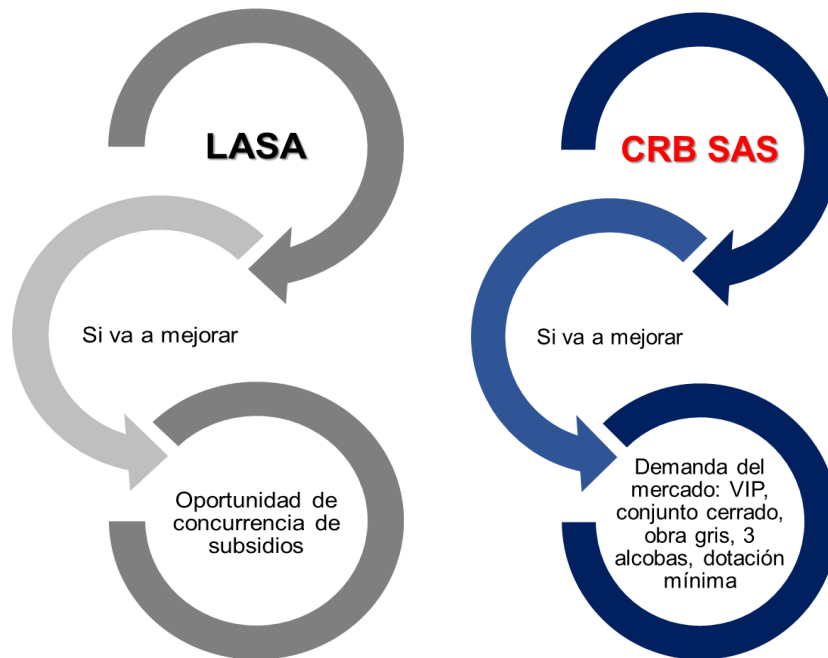 LASA
Si va a mejorar
Oportunidad de
concurrencia de
subsidios
CRB SAS
Si va a mejorar
Demanda del
mercado: VIP,
conjunto cerrado,
obra gris, 3
alcobas, dotación
mínima